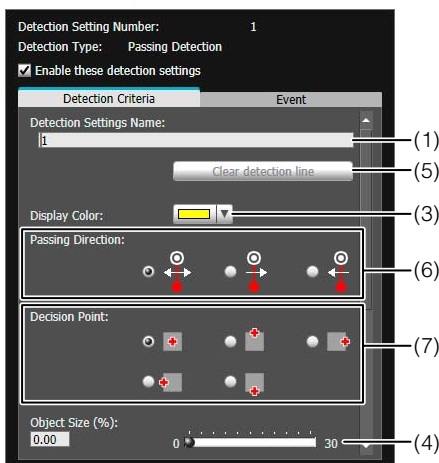 Detection Setting Number: 1
Detection Type: Passing Detection
Enable these detection settings
Detection Criteria Event
Detection Settings Name:
1 (1)
Clear detection line (5)
Display Color: (3)
Passing Direction:
(6)
Decision Point:
(7)
Object Size (%):
0.00 0 30 (4)